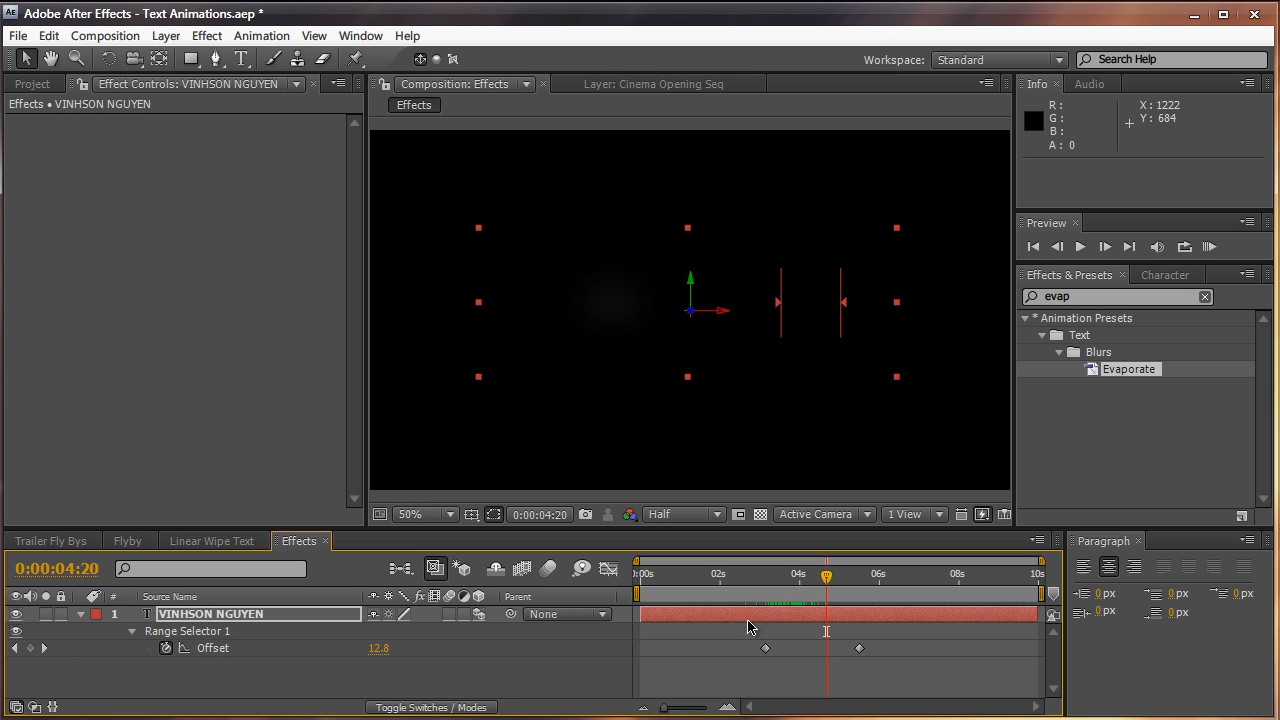 Adobe After Effects - Text Animations.aep *
File Edit Composition Layer Effect Animation View Window Help
Workspace: Standard Search Help
Project Effect Controls: VINHSON NGUYEN Composition: Effects Layer: Cinema Opening Seq Info Audio
Effects • VINHSON NGUYEN
Effects
R :
G :
B :
A : 0
X : 1222
Y : 684
Preview
Effects & Presets Character
evap
* Animation Presets
Text
Blurs
Evaporate
50% 0:00:04:20 Half Active Camera 1 View
Trailer Fly Bys Flyby Linear Wipe Text Effects Paragraph
0:00:04:20
0:00s 02s 04s 06s 08s 10s
# Source Name Parent
1 T VINHSON NGUYEN None
Range Selector 1
Offset 12.8
0 px 0 px 0 px
0 px 0 px
Toggle Switches / Modes